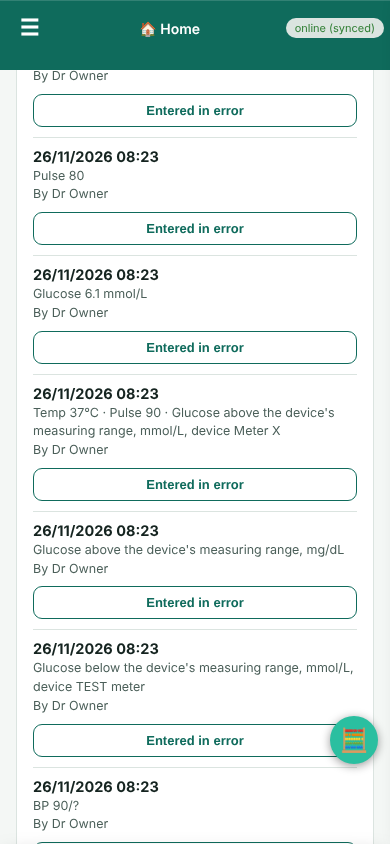 ☰
🏠 Home
online (synced)
By Dr Owner
Entered in error
26/11/2026 08:23
Pulse 80
By Dr Owner
Entered in error
26/11/2026 08:23
Glucose 6.1 mmol/L
By Dr Owner
Entered in error
26/11/2026 08:23
Temp 37°C · Pulse 90 · Glucose above the device's
measuring range, mmol/L, device Meter X
By Dr Owner
Entered in error
26/11/2026 08:23
Glucose above the device's measuring range, mg/dL
By Dr Owner
Entered in error
26/11/2026 08:23
Glucose below the device's measuring range, mmol/L,
device TEST meter
By Dr Owner
Entered in error
26/11/2026 08:23
BP 90/?
By Dr Owner